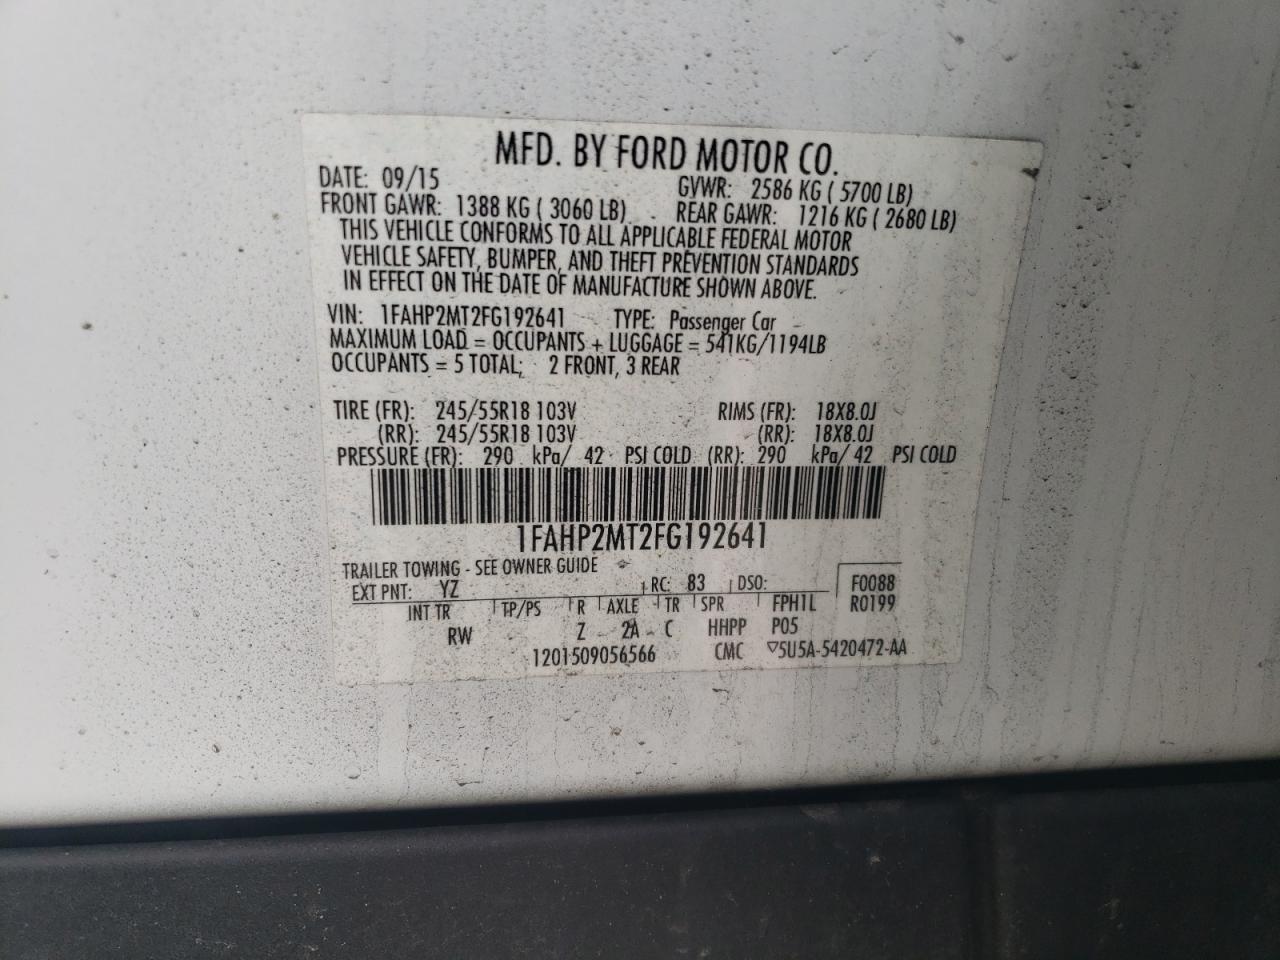 MFD. BY FORD MOTOR CO.
DATE: 09/15 GVWR: 2586 KG ( 5700 LB)
FRONT GAWR: 1388 KG ( 3060 LB) REAR GAWR: 1216 KG ( 2680 LB)
THIS VEHICLE CONFORMS TO ALL APPLICABLE FEDERAL MOTOR
VEHICLE SAFETY, BUMPER, AND THEFT PREVENTION STANDARDS
IN EFFECT ON THE DATE OF MANUFACTURE SHOWN ABOVE.
VIN: 1FAHP2MT2FG192641 TYPE: Passenger Car
MAXIMUM LOAD = OCCUPANTS + LUGGAGE = 541KG/1194LB
OCCUPANTS = 5 TOTAL; 2 FRONT, 3 REAR
TIRE (FR): 245/55R18 103V RIMS (FR): 18X8.0J
(RR): 245/55R18 103V (RR): 18X8.0J
PRESSURE (FR): 290 kPa/ 42 PSI COLD (RR): 290 kPa/ 42 PSI COLD
1FAHP2MT2FG192641
TRAILER TOWING - SEE OWNER GUIDE
EXT PNT: YZ RC: 83 DSO: F0088
INT TR TP/PS R AXLE TR SPR FPH1L R0199
RW Z 2A C HHPP P05
1201509056566 CMC ▽5U5A-5420472-AA